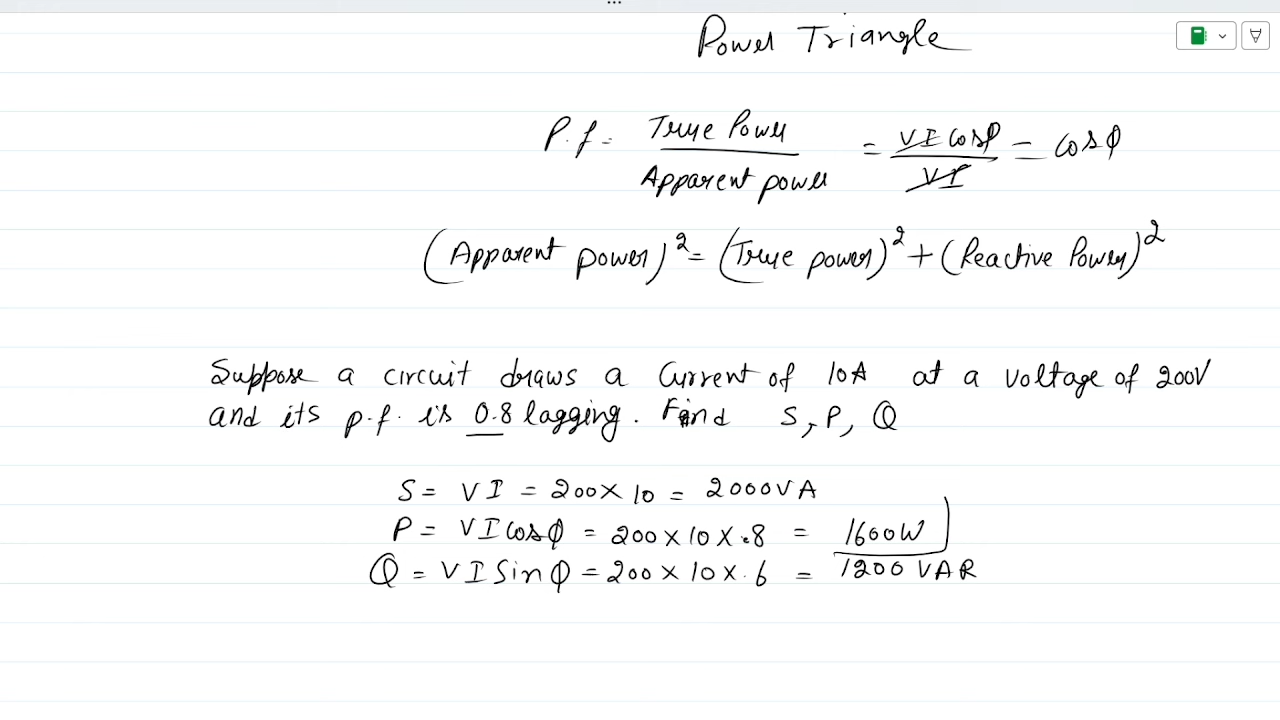 Power Triangle
P.f = True Power / Apparent power = VI cosφ / VI = cosφ
(Apparent power)² = (True power)² + (Reactive Power)²
Suppose a circuit draws a current of 10A at a voltage of 200V
and its p.f. is 0.8 lagging. Find S, P, Q
S = VI = 200 × 10 = 2000VA
P = VI cosφ = 200 × 10 × .8 = 1600W
Q = VI Sinφ = 200 × 10 × .6 = 1200 VAR